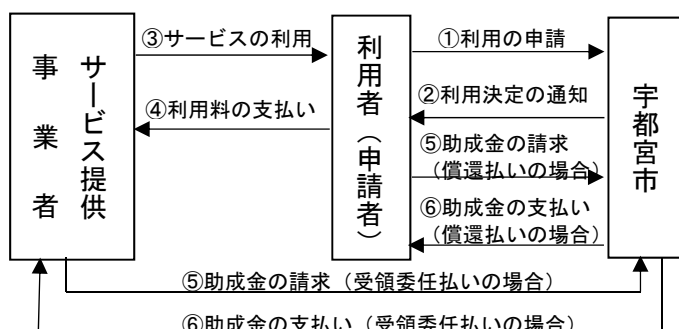 サービス提供
事業者
③サービスの利用
④利用料の支払い
利用者（申請者）
①利用の申請
②利用決定の通知
⑤助成金の請求
（償還払いの場合）
⑥助成金の支払い
（償還払いの場合）
宇都宮市
⑤助成金の請求（受領委任払いの場合）
⑥助成金の支払い（受領委任払いの場合）